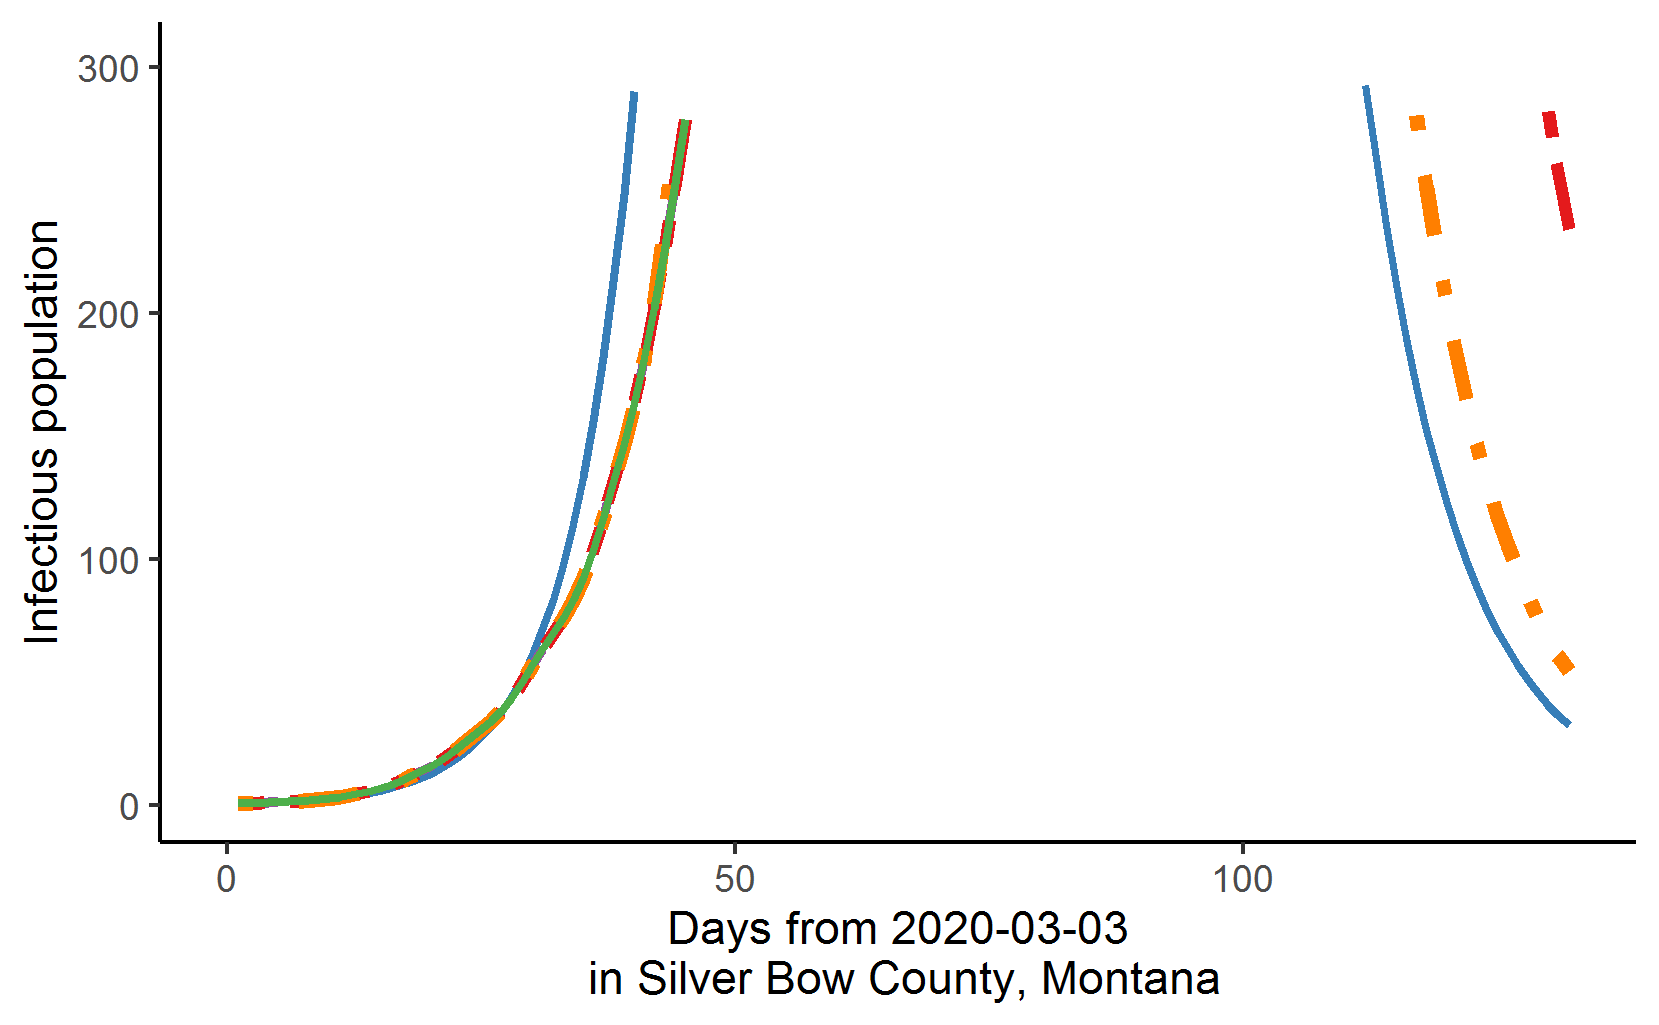 Infectious population
300
200
100
0
0
50
100
Days from 2020-03-03
in Silver Bow County, Montana